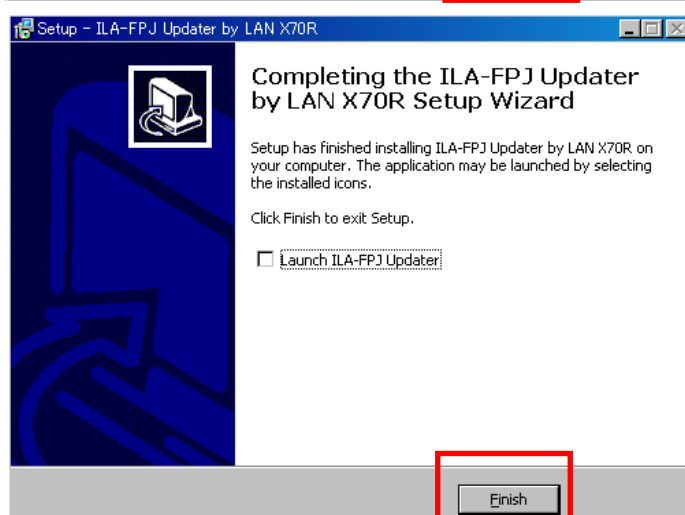 Setup - ILA-FPJ Updater by LAN X70R
Completing the ILA-FPJ Updater
by LAN X70R Setup Wizard
Setup has finished installing ILA-FPJ Updater by LAN X70R on
your computer. The application may be launched by selecting
the installed icons.
Click Finish to exit Setup.
Launch ILA-FPJ Updater
Finish